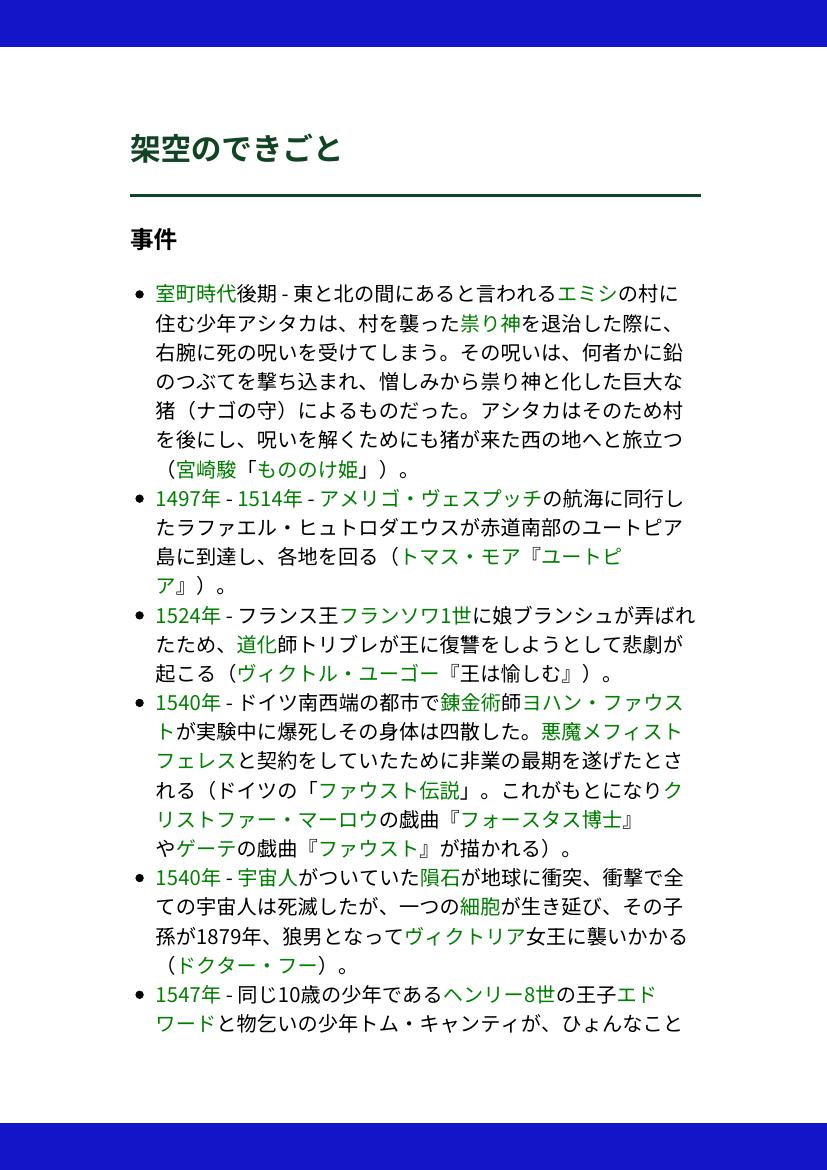 架空のできごと
事件
• 室町時代後期 - 東と北の間にあると言われるエミシの村に
住む少年アシタカは、村を襲った祟り神を退治した際に、
右腕に死の呪いを受けてしまう。その呪いは、何者かに鉛
のつぶてを撃ち込まれ、憎しみから祟り神と化した巨大な
猪（ナゴの守）によるものだった。アシタカはそのため村
を後にし、呪いを解くためにも猪が来た西の地へと旅立つ
（宮崎駿「もののけ姫」）。
• 1497年 - 1514年 - アメリゴ・ヴェスプッチの航海に同行し
たラファエル・ヒュトロダエウスが赤道南部のユートピア
島に到達し、各地を回る（トマス・モア『ユートピ
ア』）。
• 1524年 - フランス王フランソワ1世に娘ブランシュが弄ばれ
たため、道化師トリブレが王に復讐をしようとして悲劇が
起こる（ヴィクトル・ユーゴー『王は愉しむ』）。
• 1540年 - ドイツ南西端の都市で錬金術師ヨハン・ファウス
トが実験中に爆死しその身体は四散した。悪魔メフィスト
フェレスと契約をしていたために非業の最期を遂げたとさ
れる（ドイツの「ファウスト伝説」。これがもとになりク
リストファー・マーロウの戯曲『フォースタス博士』
やゲーテの戯曲『ファウスト』が描かれる）。
• 1540年 - 宇宙人がついていた隕石が地球に衝突、衝撃で全
ての宇宙人は死滅したが、一つの細胞が生き延び、その子
孫が1879年、狼男となってヴィクトリア女王に襲いかかる
（ドクター・フー）。
• 1547年 - 同じ10歳の少年であるヘンリー8世の王子エド
ワードと物乞いの少年トム・キャンティが、ひょんなこと